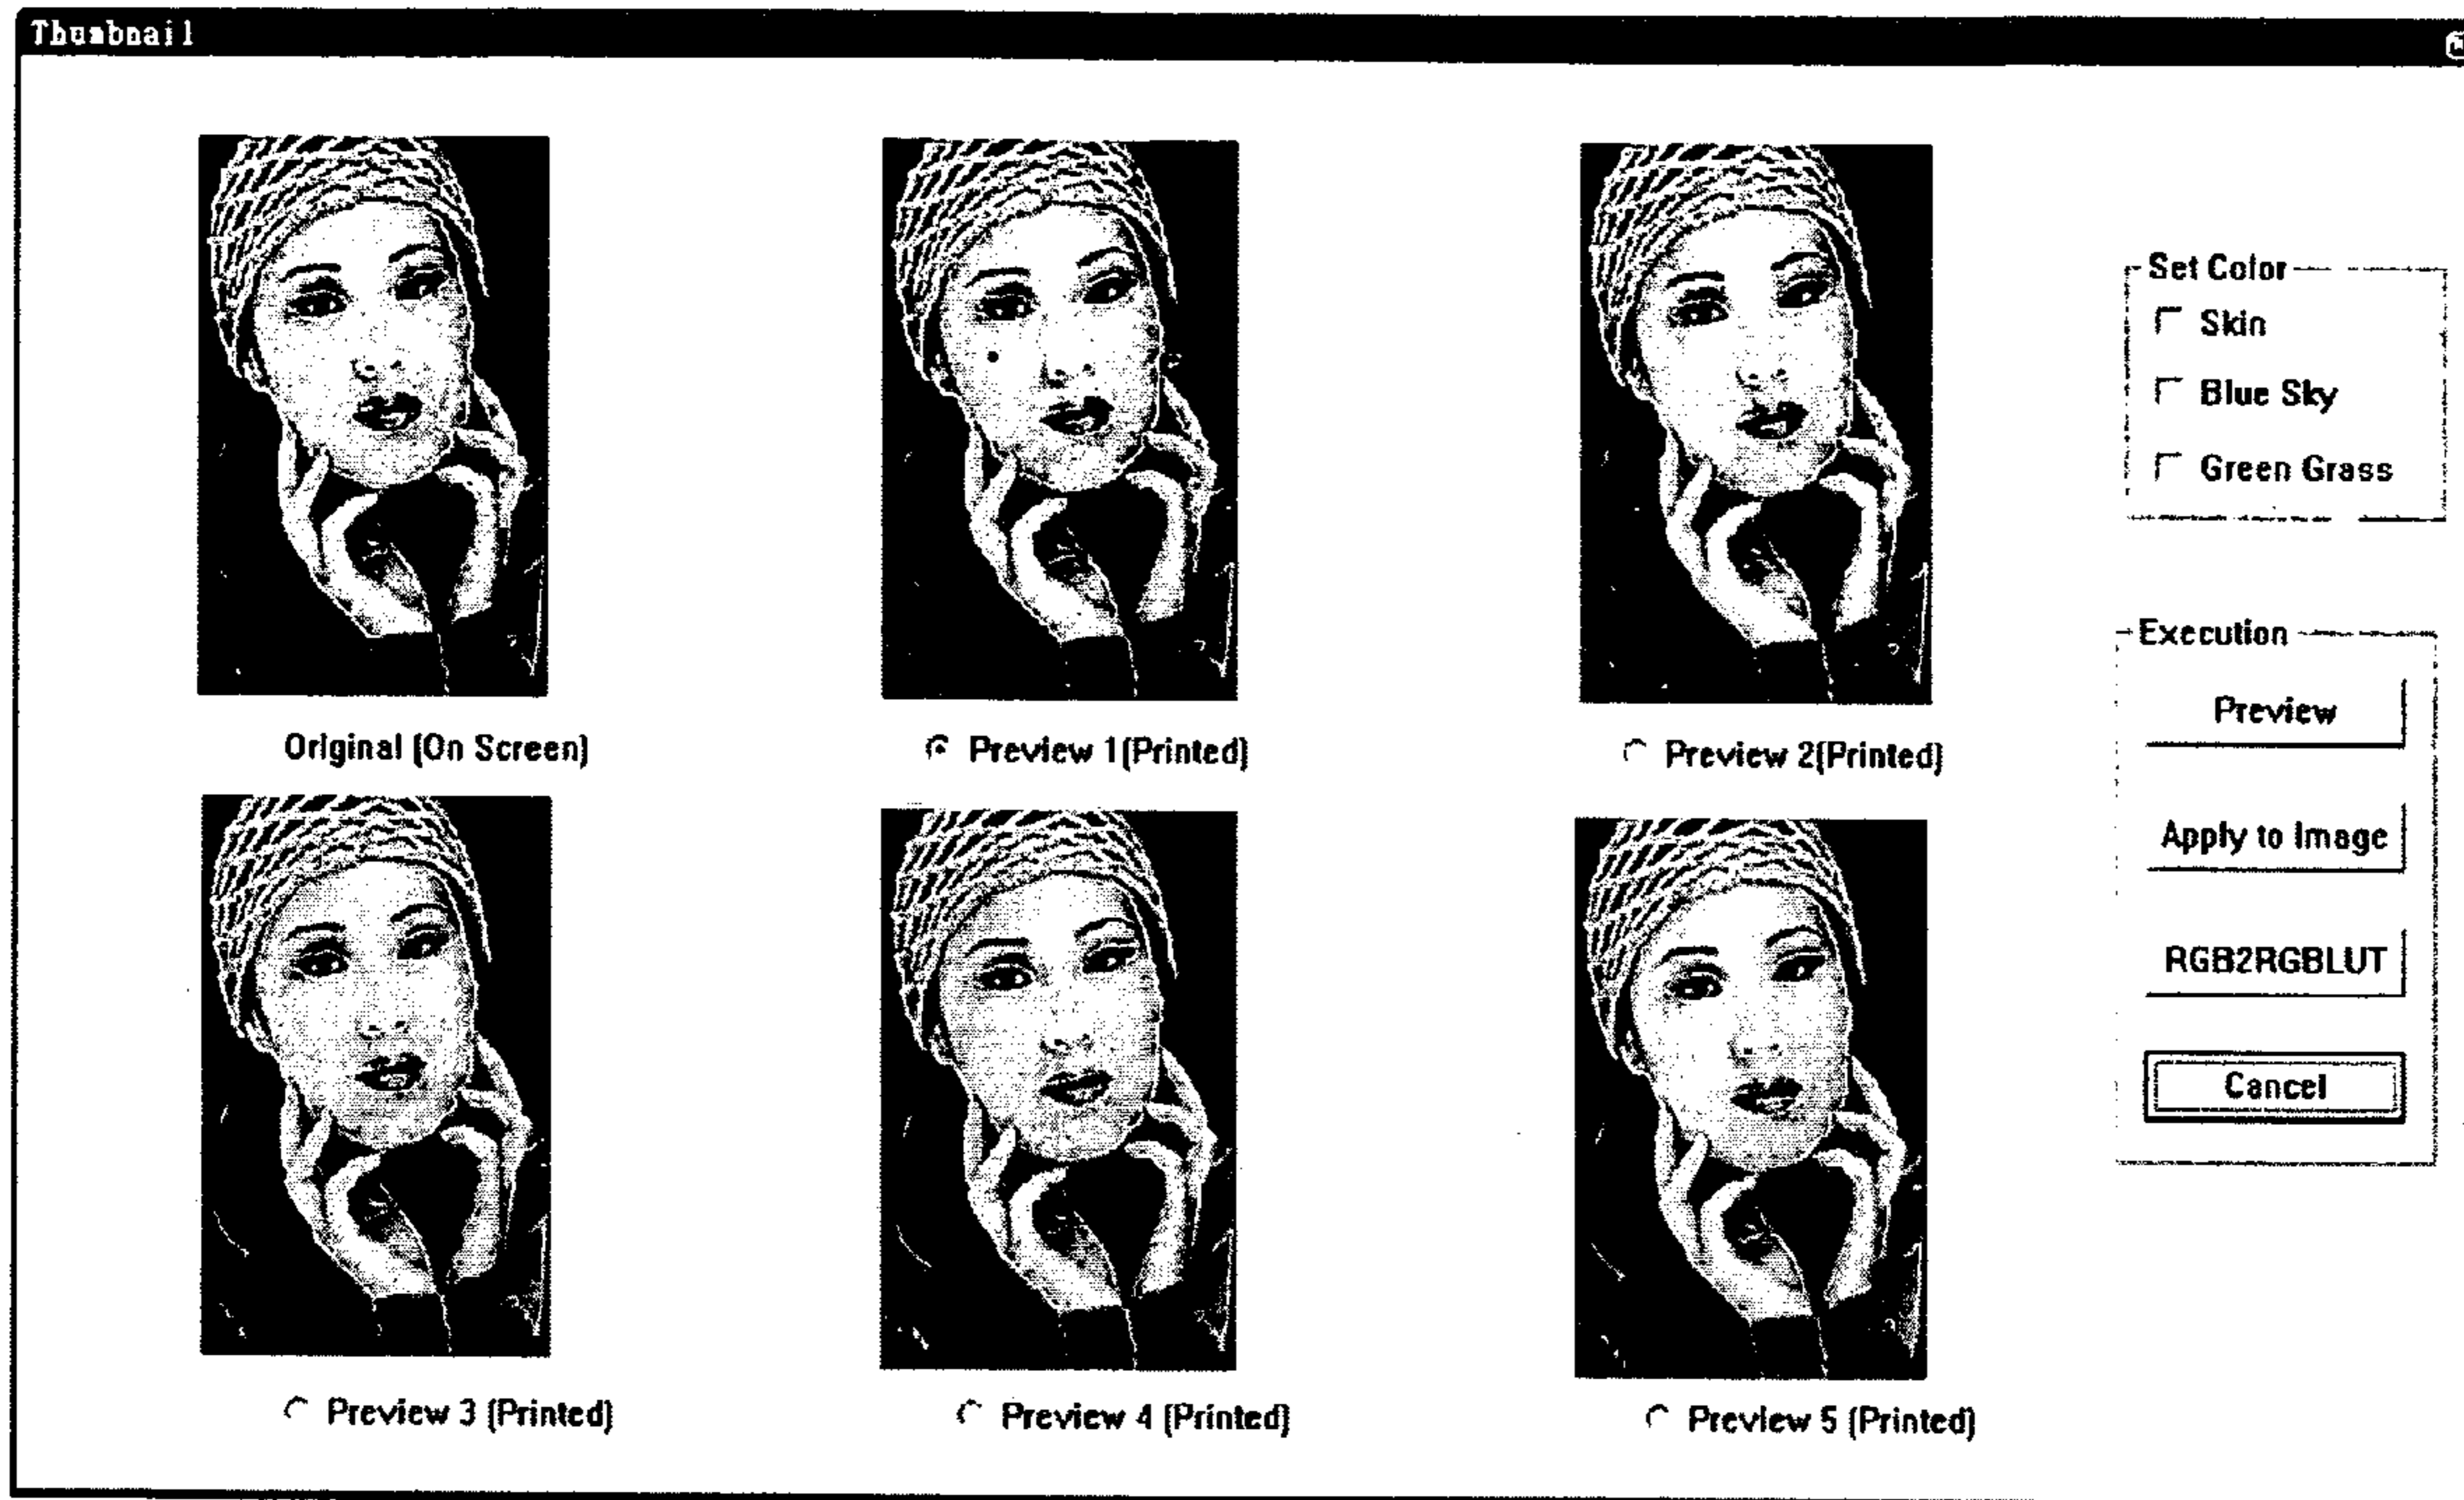 Thumbnail
Original (On Screen)
Preview 1(Printed)
Preview 2(Printed)
Preview 3 (Printed)
Preview 4 (Printed)
Preview 5 (Printed)
Set Color
Skin
Blue Sky
Green Grass
Execution
Preview
Apply to Image
RGB2RGBLUT
Cancel